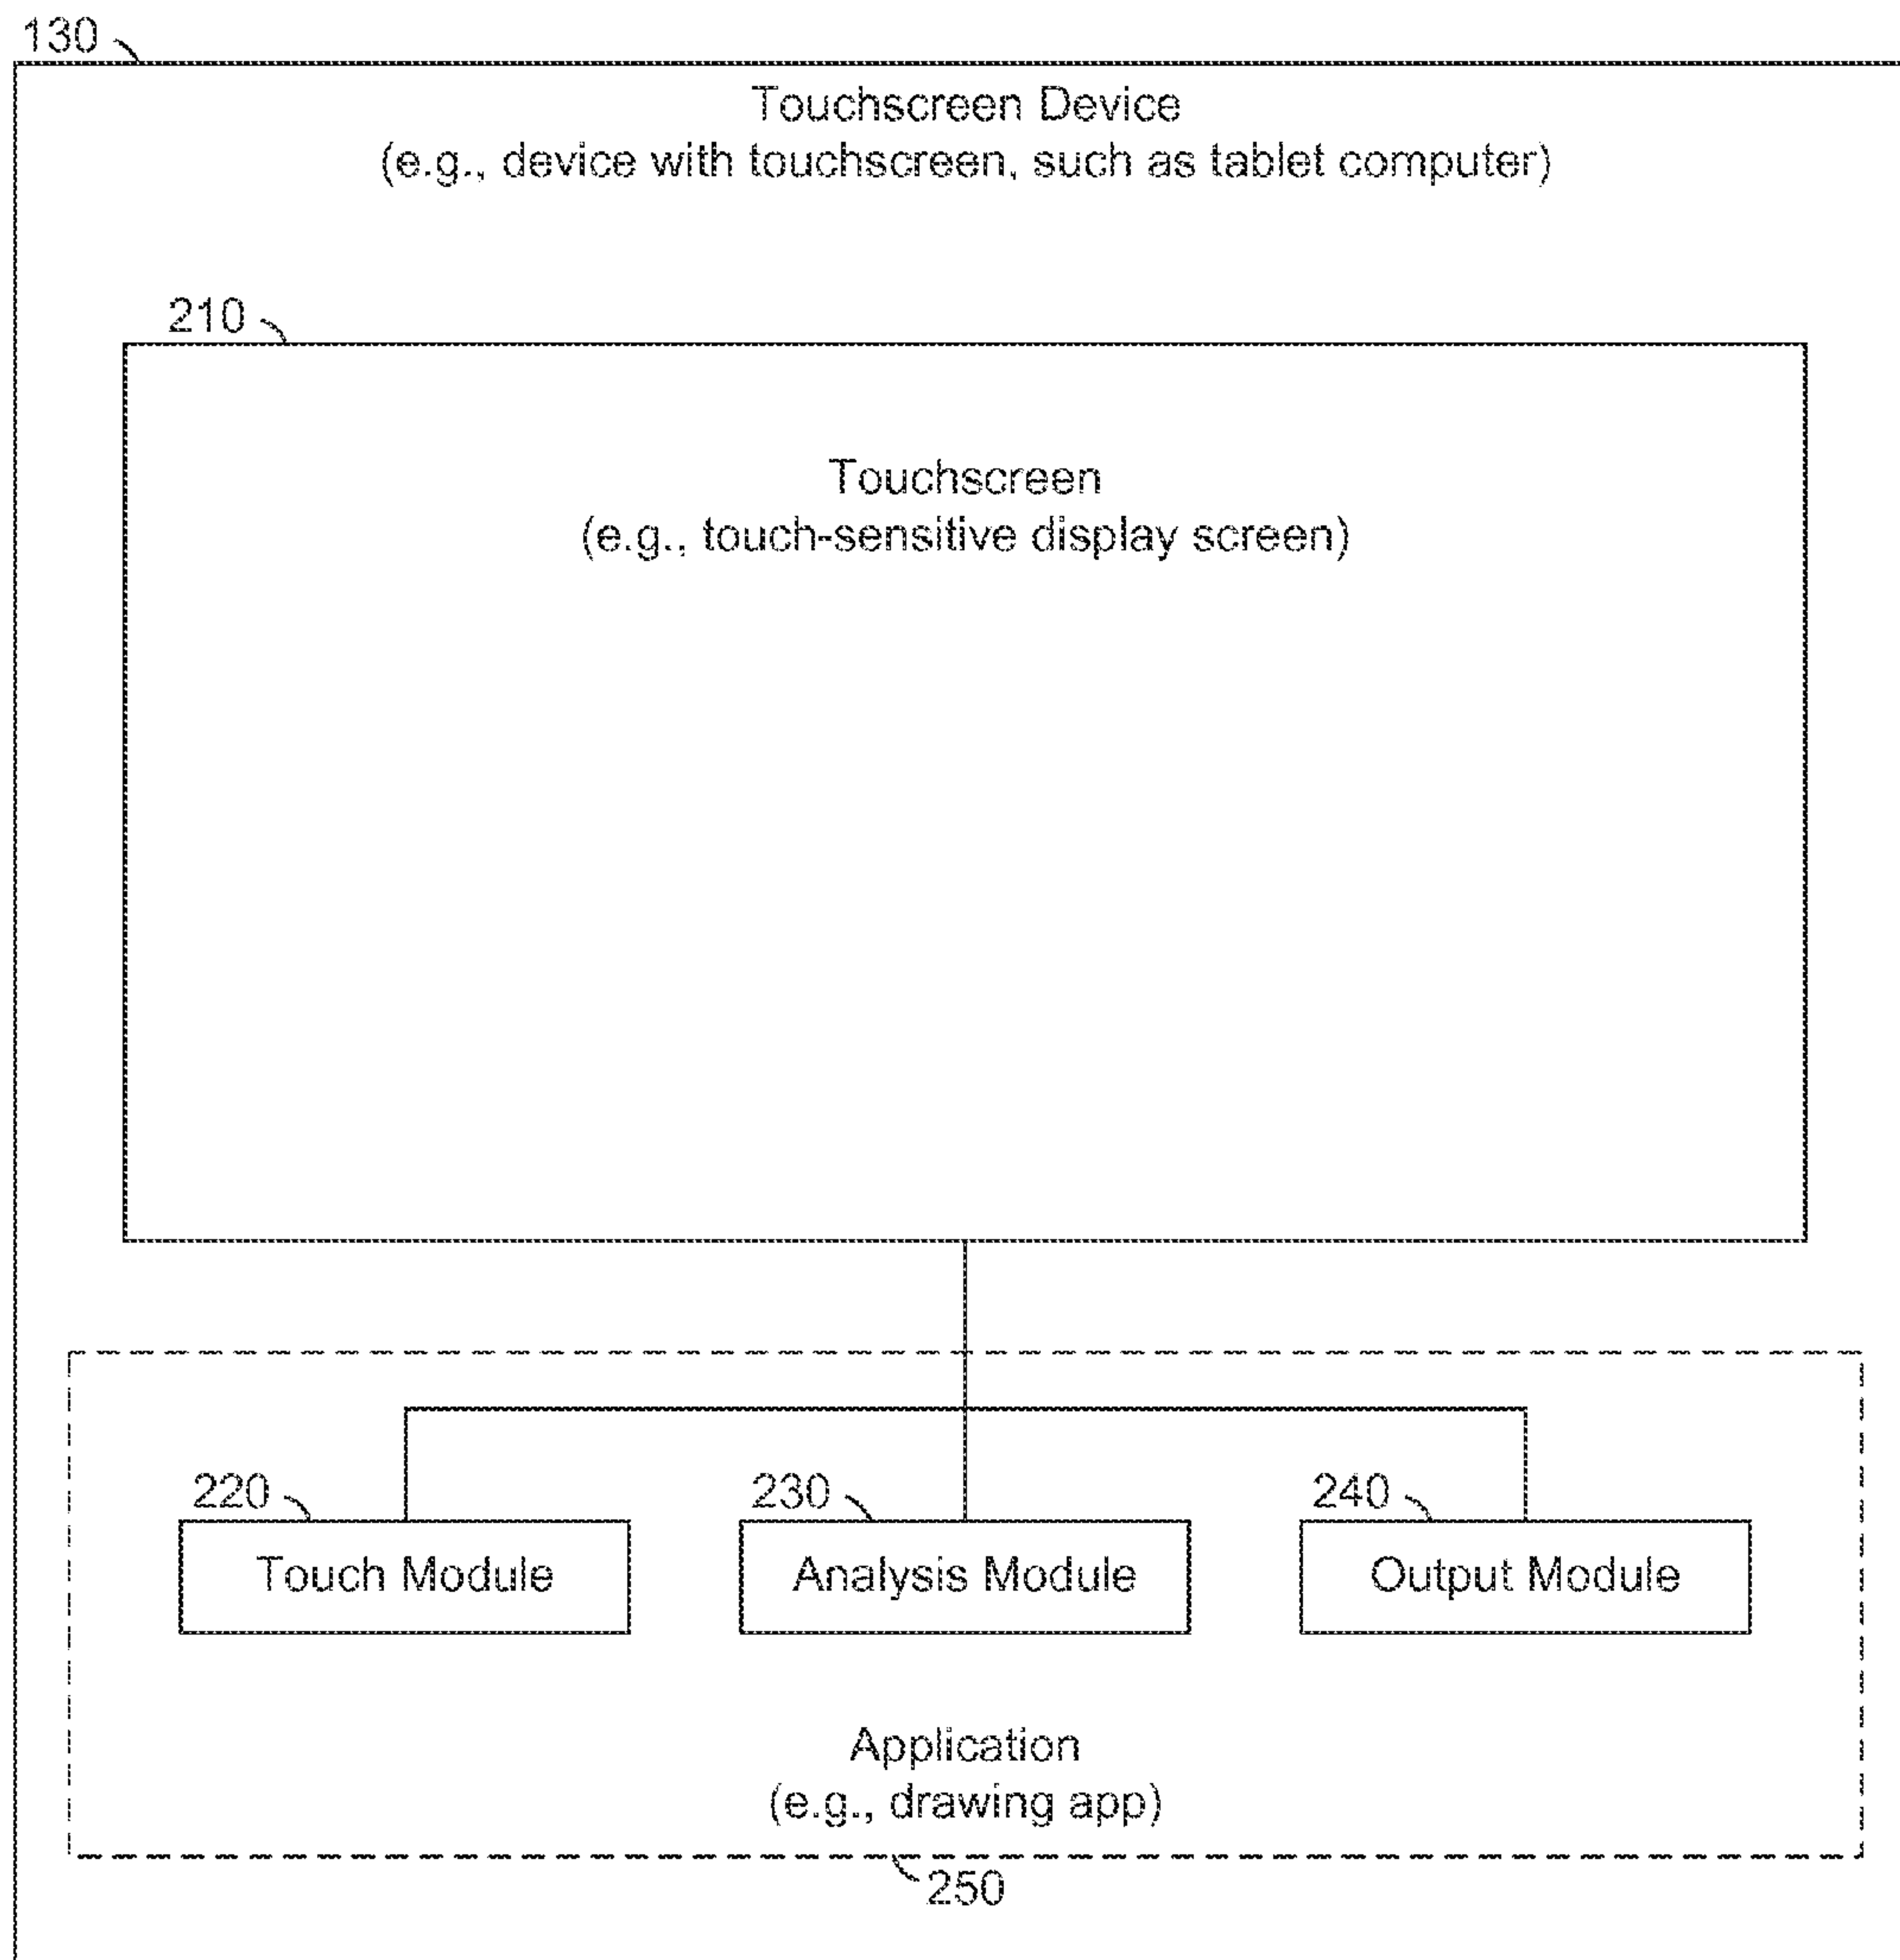 130
Touchscreen Device
(e.g., device with touchscreen, such as tablet computer)
210
Touchscreen
(e.g., touch-sensitive display screen)
220
230
240
Touch Module
Analysis Module
Output Module
Application
(e.g., drawing app)
250